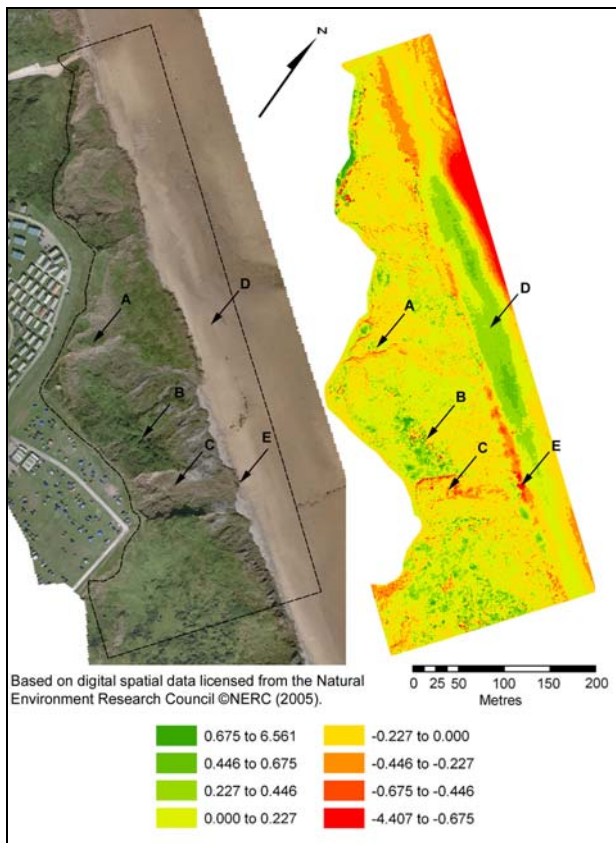 N
A
B
C
D
E
A
B
C
D
E
Based on digital spatial data licensed from the Natural
Environment Research Council ©NERC (2005).
0 25 50 100 150 200
Metres
0.675 to 6.561
0.446 to 0.675
0.227 to 0.446
0.000 to 0.227
-0.227 to 0.000
-0.446 to -0.227
-0.675 to -0.446
-4.407 to -0.675